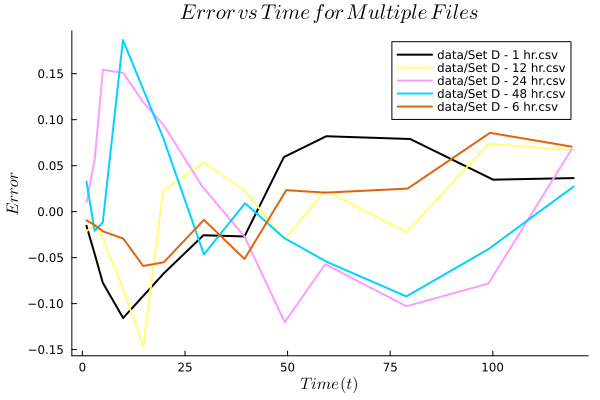 Error vs Time for Multiple Files
data/Set D - 1 hr.csv
data/Set D - 12 hr.csv
data/Set D - 24 hr.csv
data/Set D - 48 hr.csv
data/Set D - 6 hr.csv
Error
0.15
0.10
0.05
0.00
−0.05
−0.10
−0.15
0 25 50 75 100
Time (t)